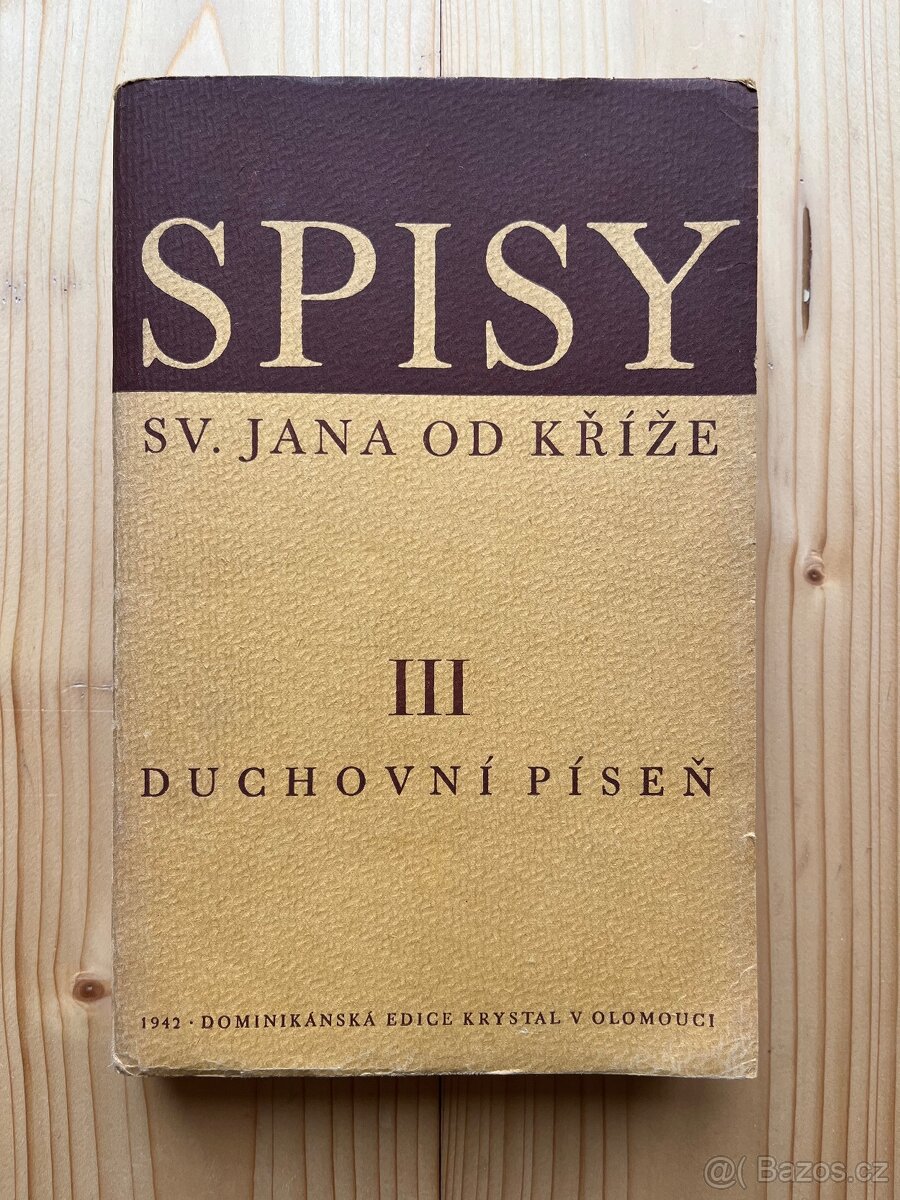 SPISY
SV. JANA OD KŘÍŽE
III
DUCHOVNÍ PÍSEŇ
1942 · DOMINIKÁNSKÁ EDICE KRYSTAL V OLOMOUCI
@( Bazos.cz